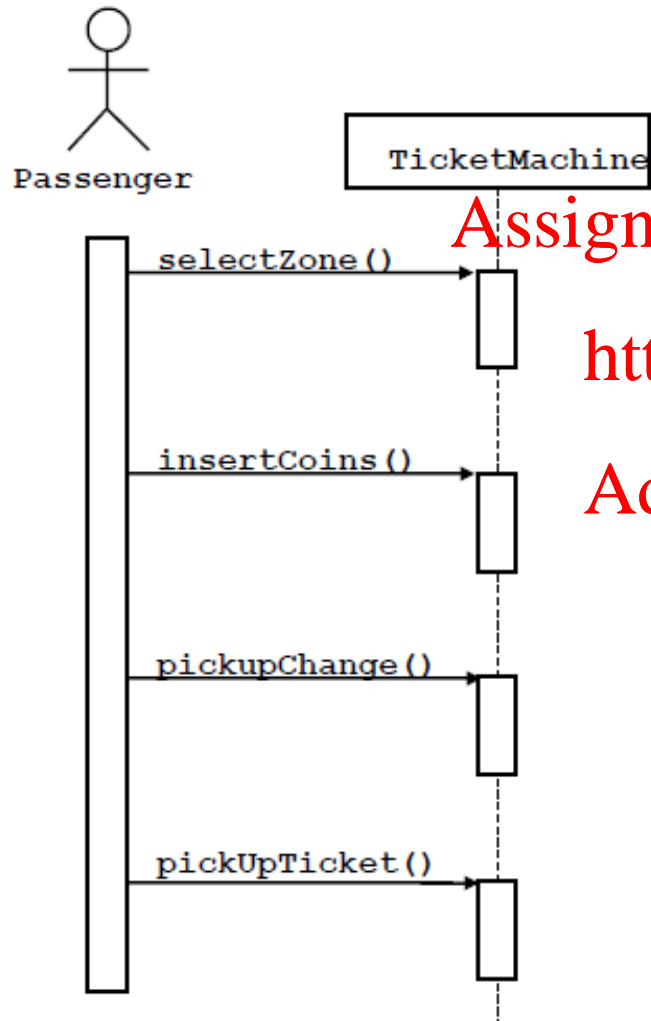 Passenger
TicketMachine
selectZone()
insertCoins()
pickupChange()
pickUpTicket()